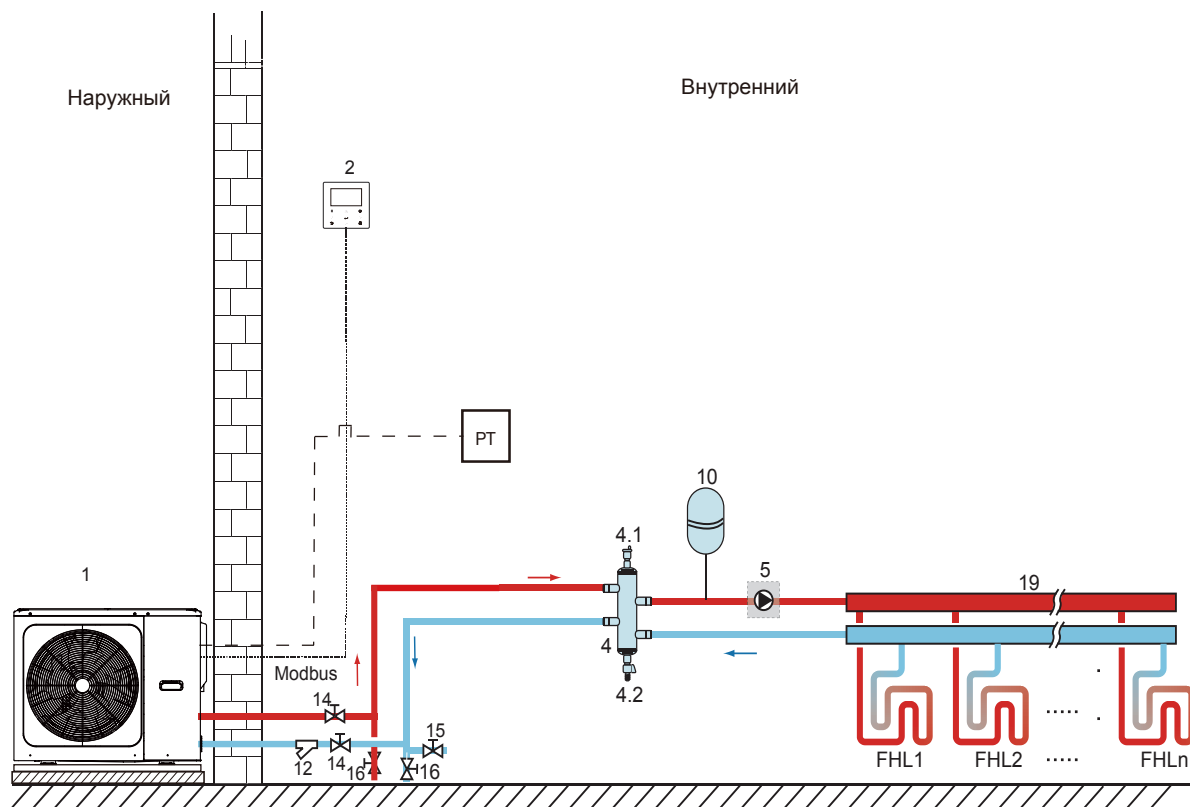 Наружный
Внутренний
2
PT
10
4.1
5
1
19
4
Modbus
4.2
14
15
12
14
16
16
FHL1
FHL2
.....
.....
FHLn